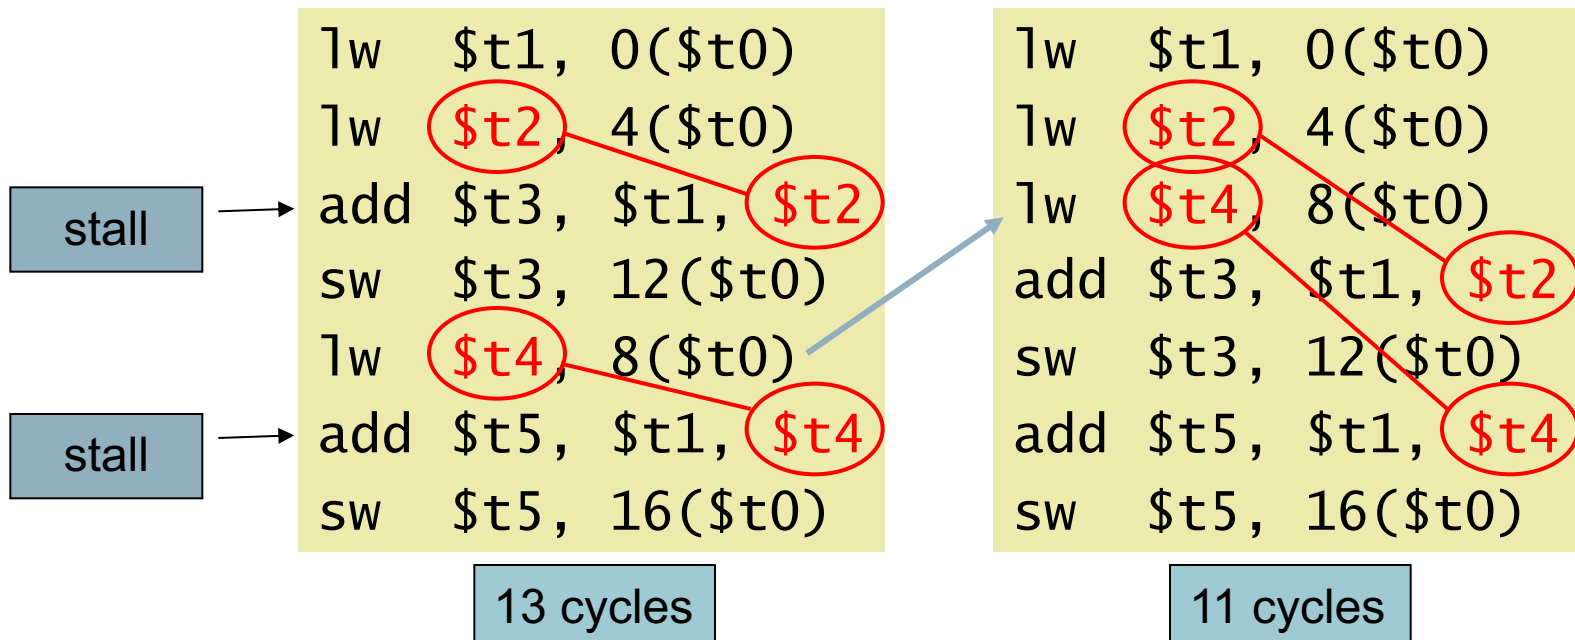 lw $t1, 0($t0)
lw $t2, 4($t0)
stall
add $t3, $t1, $t2
sw $t3, 12($t0)
lw $t4, 8($t0)
stall
add $t5, $t1, $t4
sw $t5, 16($t0)
13 cycles
lw $t1, 0($t0)
lw $t2, 4($t0)
lw $t4, 8($t0)
add $t3, $t1, $t2
sw $t3, 12($t0)
add $t5, $t1, $t4
sw $t5, 16($t0)
11 cycles